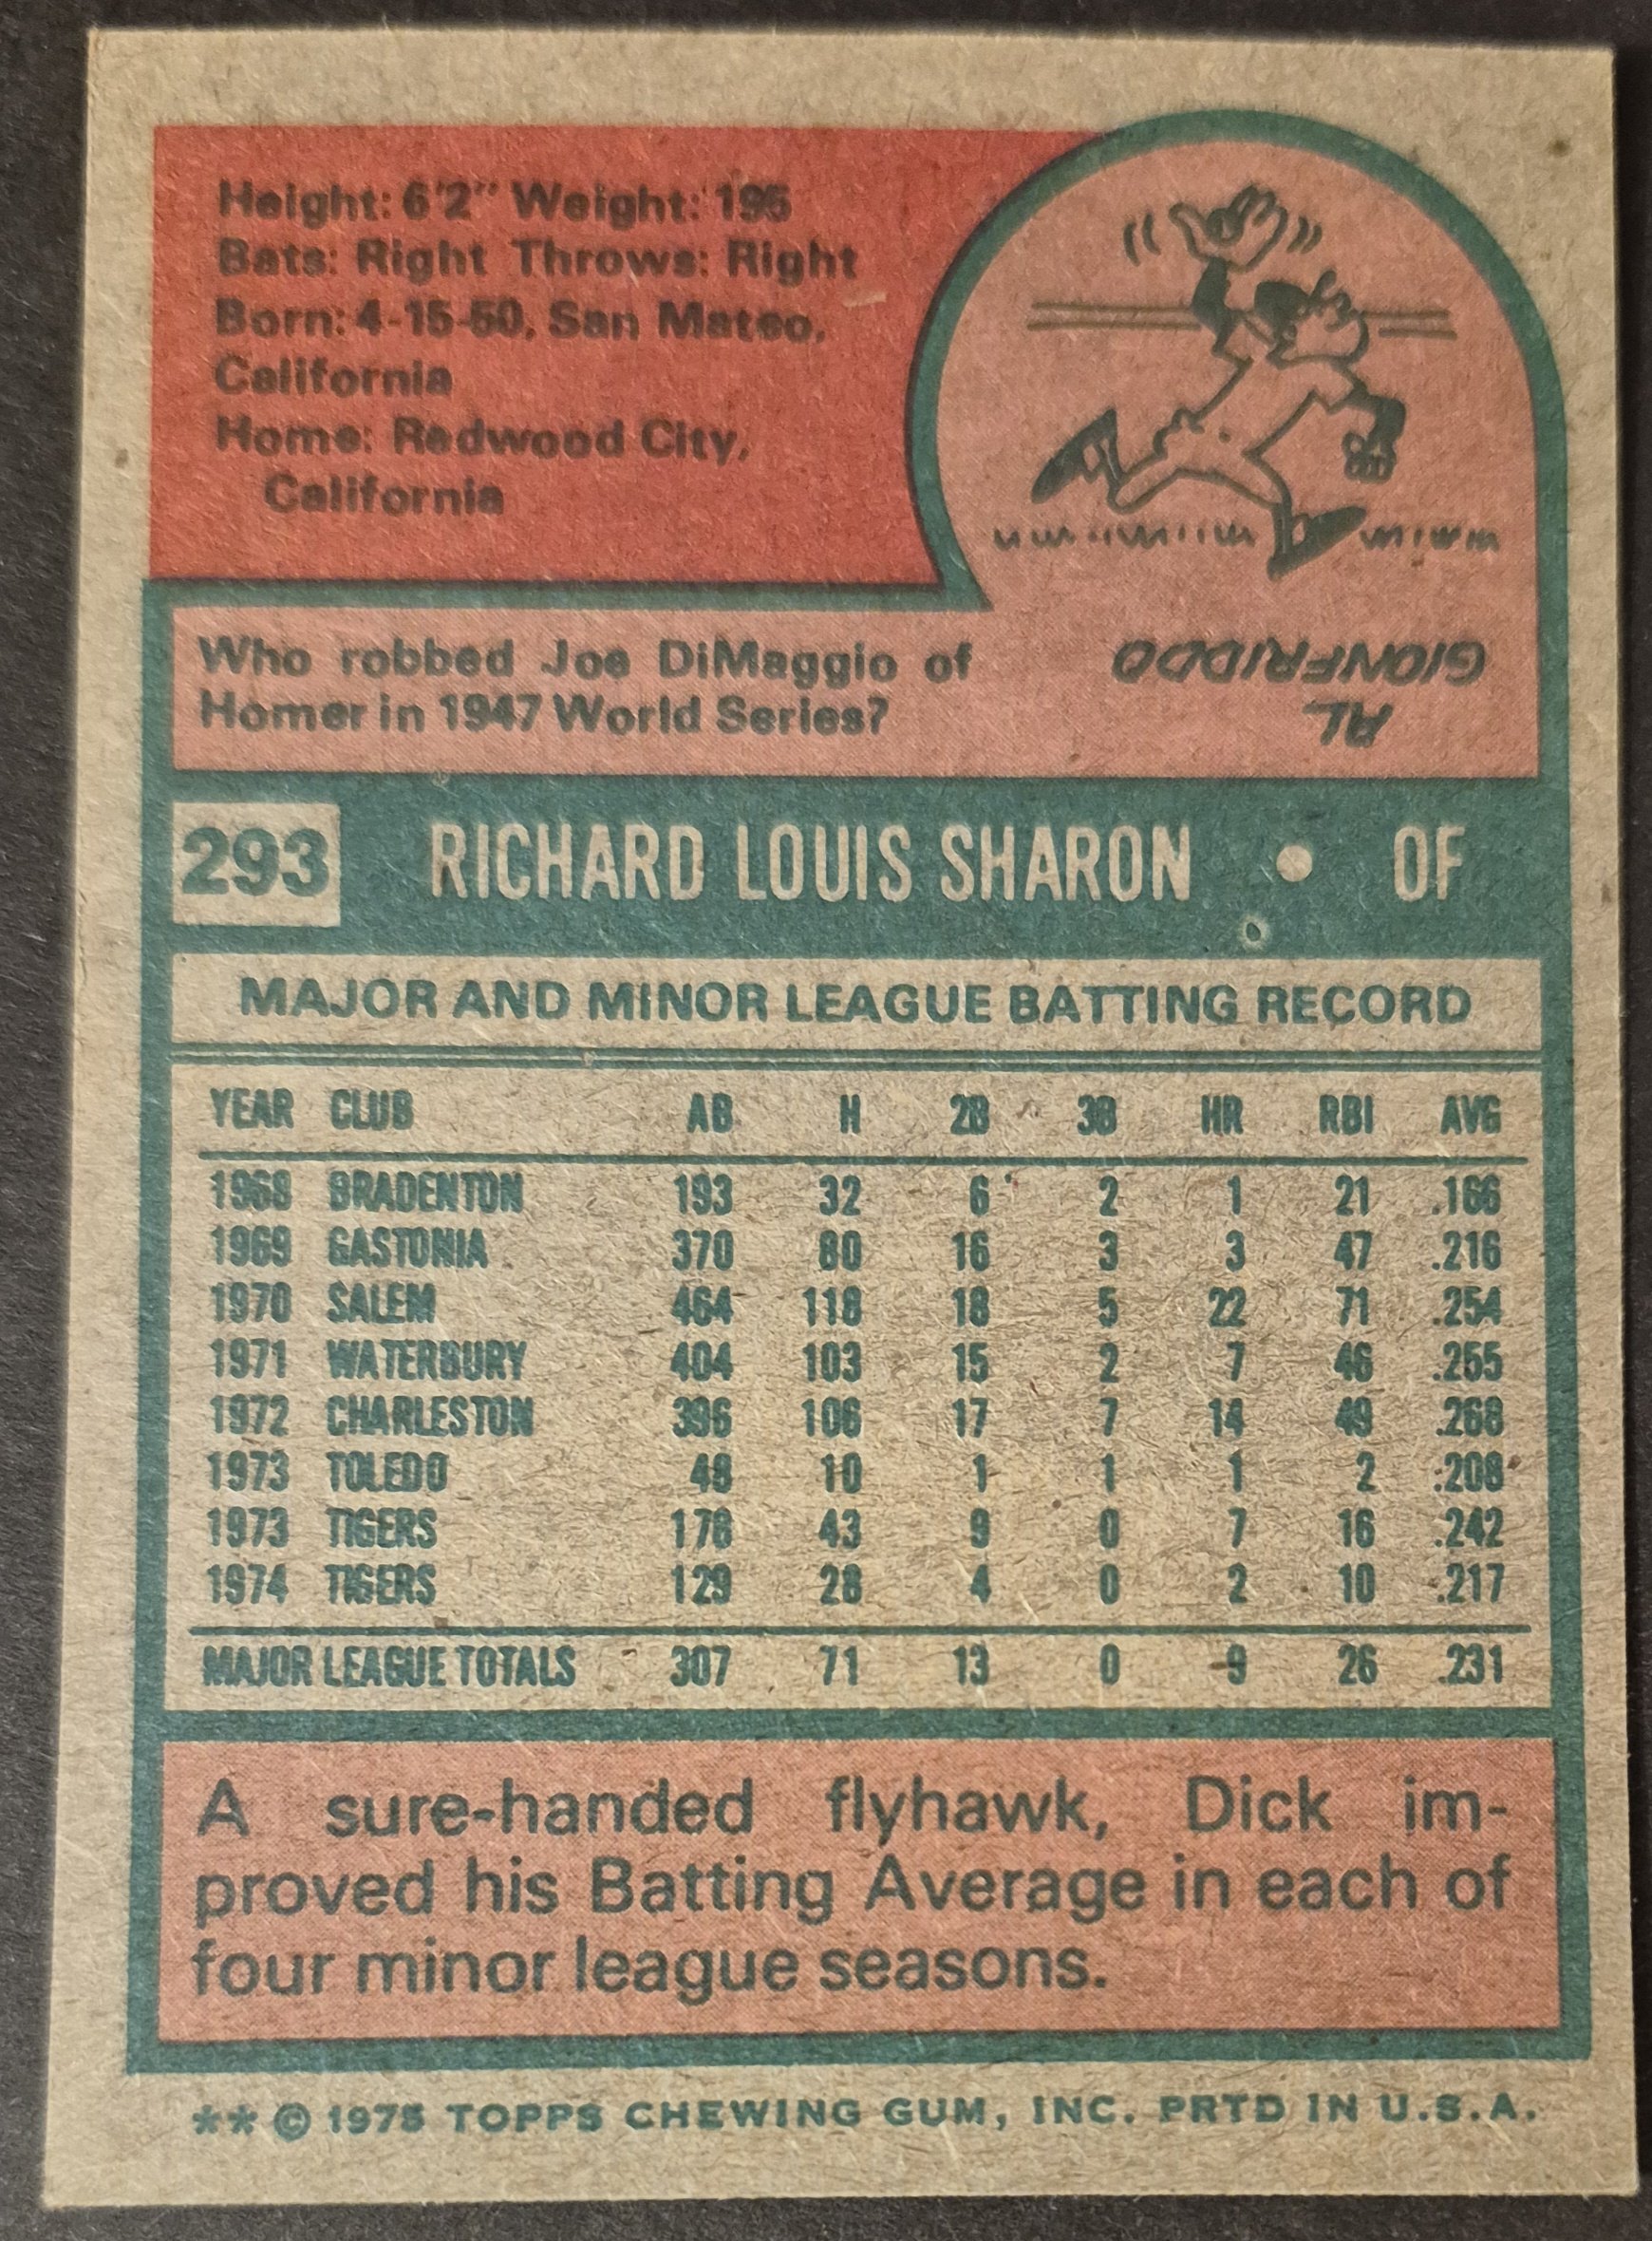 Height: 6'2" Weight: 195
Bats: Right Throws: Right
Born: 4-15-50, San Mateo,
California
Home: Redwood City,
California
Who robbed Joe DiMaggio of
Homer in 1947 World Series?
AL
GIONFRIDDO
293 RICHARD LOUIS SHARON • OF
MAJOR AND MINOR LEAGUE BATTING RECORD
YEAR CLUB AB H 2B 3B HR RBI AVG
1968 BRADENTON 193 32 6 2 1 21 .166
1969 GASTONIA 370 80 16 3 3 47 .216
1970 SALEM 464 118 18 5 22 71 .254
1971 WATERBURY 404 103 15 2 7 46 .255
1972 CHARLESTON 396 106 17 7 14 49 .268
1973 TOLEDO 48 10 1 1 1 2 .208
1973 TIGERS 178 43 9 0 7 16 .242
1974 TIGERS 129 28 4 0 2 10 .217
MAJOR LEAGUE TOTALS 307 71 13 0 9 26 .231
A sure-handed flyhawk, Dick im-
proved his Batting Average in each of
four minor league seasons.
** © 1975 TOPPS CHEWING GUM, INC. PRTD IN U.S.A.